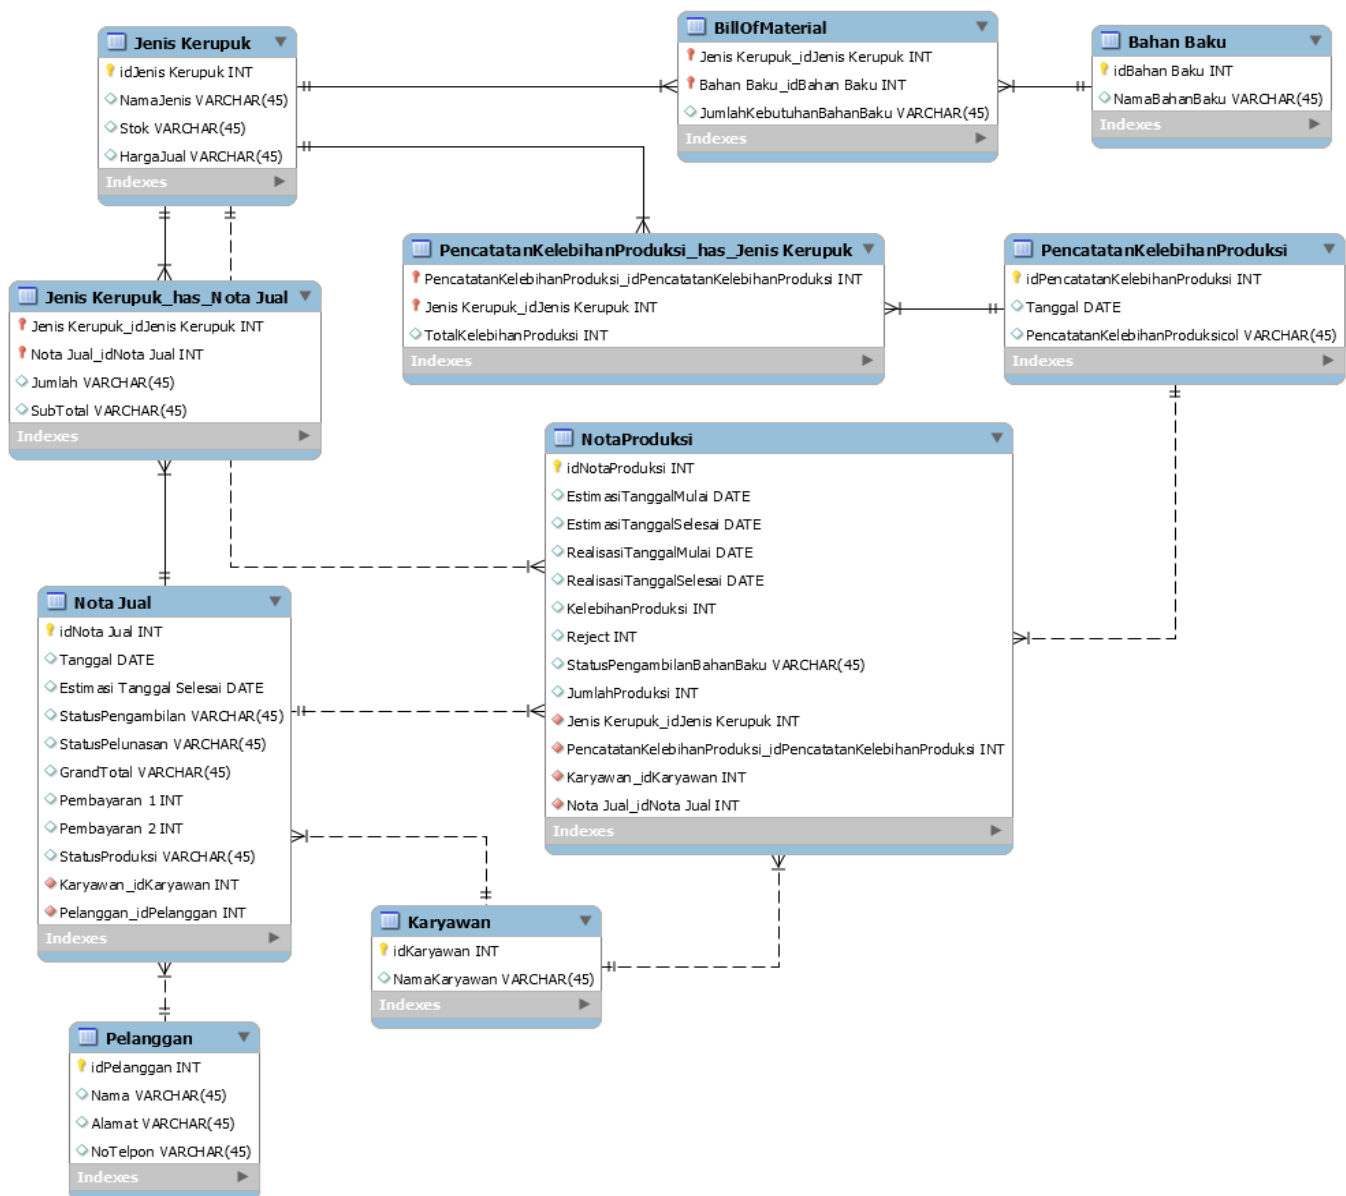 Jenis Kerupuk
idJenis Kerupuk INT
NamaJenis VARCHAR(45)
Stok VARCHAR(45)
HargaJual VARCHAR(45)
Indexes
BillOfMaterial
Jenis Kerupuk_idJenis Kerupuk INT
Bahan Baku_idBahan Baku INT
JumlahKebutuhanBahanBaku VARCHAR(45)
Indexes
Bahan Baku
idBahan Baku INT
NamaBahanBaku VARCHAR(45)
Indexes
Jenis Kerupuk_has_Nota Jual
Jenis Kerupuk_idJenis Kerupuk INT
Nota Jual_idNota Jual INT
Jumlah VARCHAR(45)
SubTotal VARCHAR(45)
Indexes
PencatatanKelebihanProduksi_has_Jenis Kerupuk
PencatatanKelebihanProduksi_idPencatatanKelebihanProduksi INT
Jenis Kerupuk_idJenis Kerupuk INT
TotalKelebihanProduksi INT
Indexes
PencatatanKelebihanProduksi
idPencatatanKelebihanProduksi INT
Tanggal DATE
PencatatanKelebihanProduksicol VARCHAR(45)
Indexes
NotaProduksi
idNotaProduksi INT
EstimasiTanggalMulai DATE
EstimasiTanggalSelesai DATE
RealisasiTanggalMulai DATE
RealisasiTanggalSelesai DATE
KelebihanProduksi INT
Reject INT
StatusPengambilanBahanBaku VARCHAR(45)
JumlahProduksi INT
Jenis Kerupuk_idJenis Kerupuk INT
PencatatanKelebihanProduksi_idPencatatanKelebihanProduksi INT
Karyawan_idKaryawan INT
Nota Jual_idNota Jual INT
Indexes
Nota Jual
idNota Jual INT
Tanggal DATE
Estimasi Tanggal Selesai DATE
StatusPengambilan VARCHAR(45)
StatusPelunasan VARCHAR(45)
GrandTotal VARCHAR(45)
Pembayaran 1 INT
Pembayaran 2 INT
StatusProduksi VARCHAR(45)
Karyawan_idKaryawan INT
Pelanggan_idPelanggan INT
Indexes
Karyawan
idKaryawan INT
NamaKaryawan VARCHAR(45)
Indexes
Pelanggan
idPelanggan INT
Nama VARCHAR(45)
Alamat VARCHAR(45)
NoTelpon VARCHAR(45)
Indexes